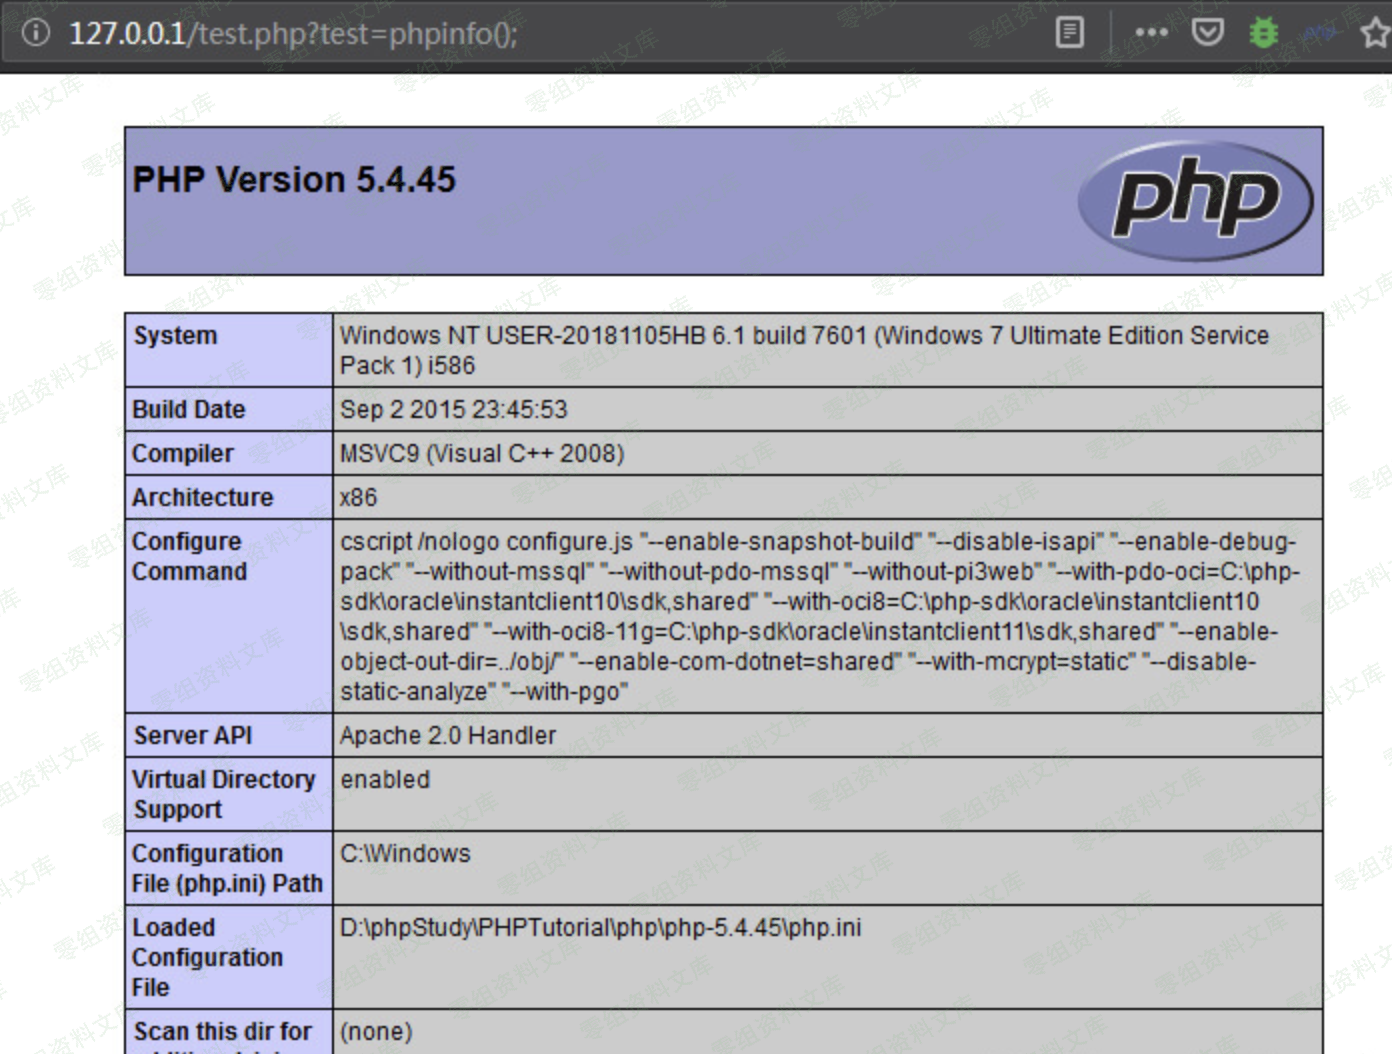 127.0.0.1/test.php?test=phpinfo();
PHP Version 5.4.45
php
System
Windows NT USER-20181105HB 6.1 build 7601 (Windows 7 Ultimate Edition Service
Pack 1) i586
Build Date
Sep 2 2015 23:45:53
Compiler
MSVC9 (Visual C++ 2008)
Architecture
x86
Configure
Command
cscript /nologo configure.js "--enable-snapshot-build" "--disable-isapi" "--enable-debug-
pack" "--without-mssql" "--without-pdo-mssql" "--without-pi3web" "--with-pdo-oci=C:\php-
sdk\oracle\instantclient10\sdk,shared" "--with-oci8=C:\php-sdk\oracle\instantclient10
\sdk,shared" "--with-oci8-11g=C:\php-sdk\oracle\instantclient11\sdk,shared" "--enable-
object-out-dir=../obj/" "--enable-com-dotnet=shared" "--with-mcrypt=static" "--disable-
static-analyze" "--with-pgo"
Server API
Apache 2.0 Handler
Virtual Directory
Support
enabled
Configuration
File (php.ini) Path
C:\Windows
Loaded
Configuration
File
D:\phpStudy\PHPTutorial\php\php-5.4.45\php.ini
Scan this dir for
(none)
零组资料文库